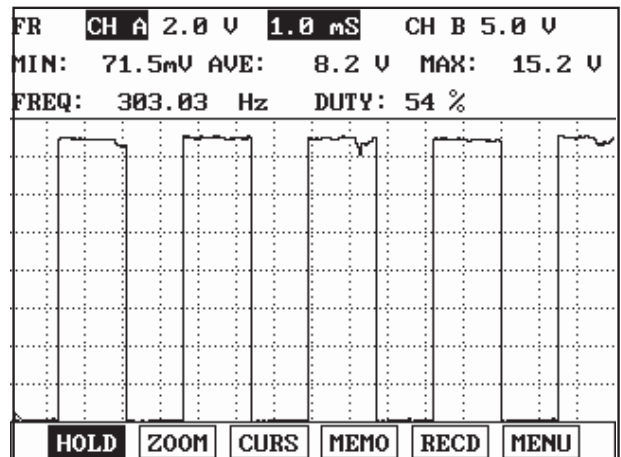 FR CH A 2.0 V 1.0 mS CH B 5.0 V
MIN: 71.5mV AVE: 8.2 V MAX: 15.2 V
FREQ: 303.03 Hz DUTY: 54 %
HOLD ZOOM CURS MEMO RECD MENU